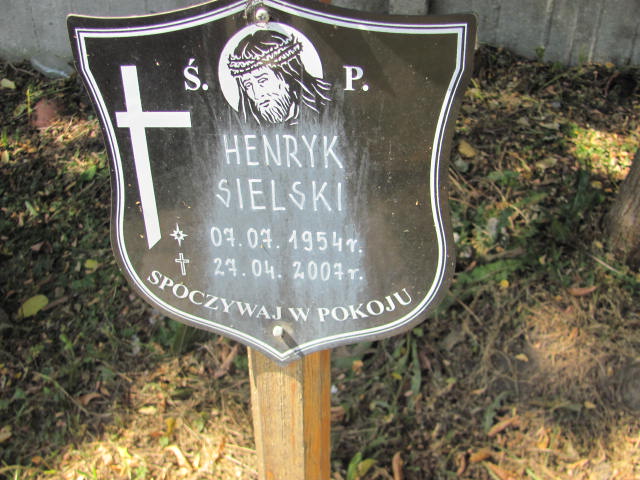 Ś. P.
HENRYK
SIELSKI
07.07.1954r.
27.04.2007r.
SPOCZYWAJ W POKOJU